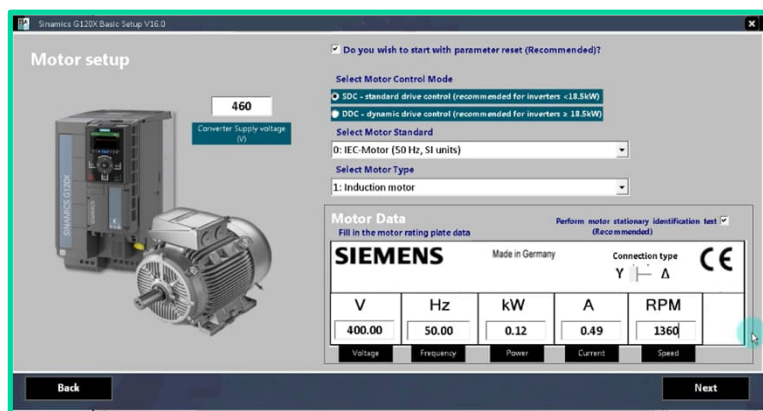 Sinamics G120X Basic Setup V16.0
Motor setup
460
Converter Supply voltage
(V)
SINAMICS G120X
Do you wish to start with parameter reset (Recommended)?
Select Motor Control Mode
SDC - standard drive control (recommended for inverters <18.5kW)
DDC - dynamic drive control (recommended for inverters ≥ 18.5kW)
Select Motor Standard
0: IEC-Motor (50 Hz, SI units)
Select Motor Type
1: Induction motor
Motor Data
Fill in the motor rating plate data
Perform motor stationary identification test
(Recommended)
SIEMENS
Made in Germany
Connection type
Y Δ
CE
V Hz kW A RPM
400.00 50.00 0.12 0.49 1360
Voltage Frequency Power Current Speed
Back
Next